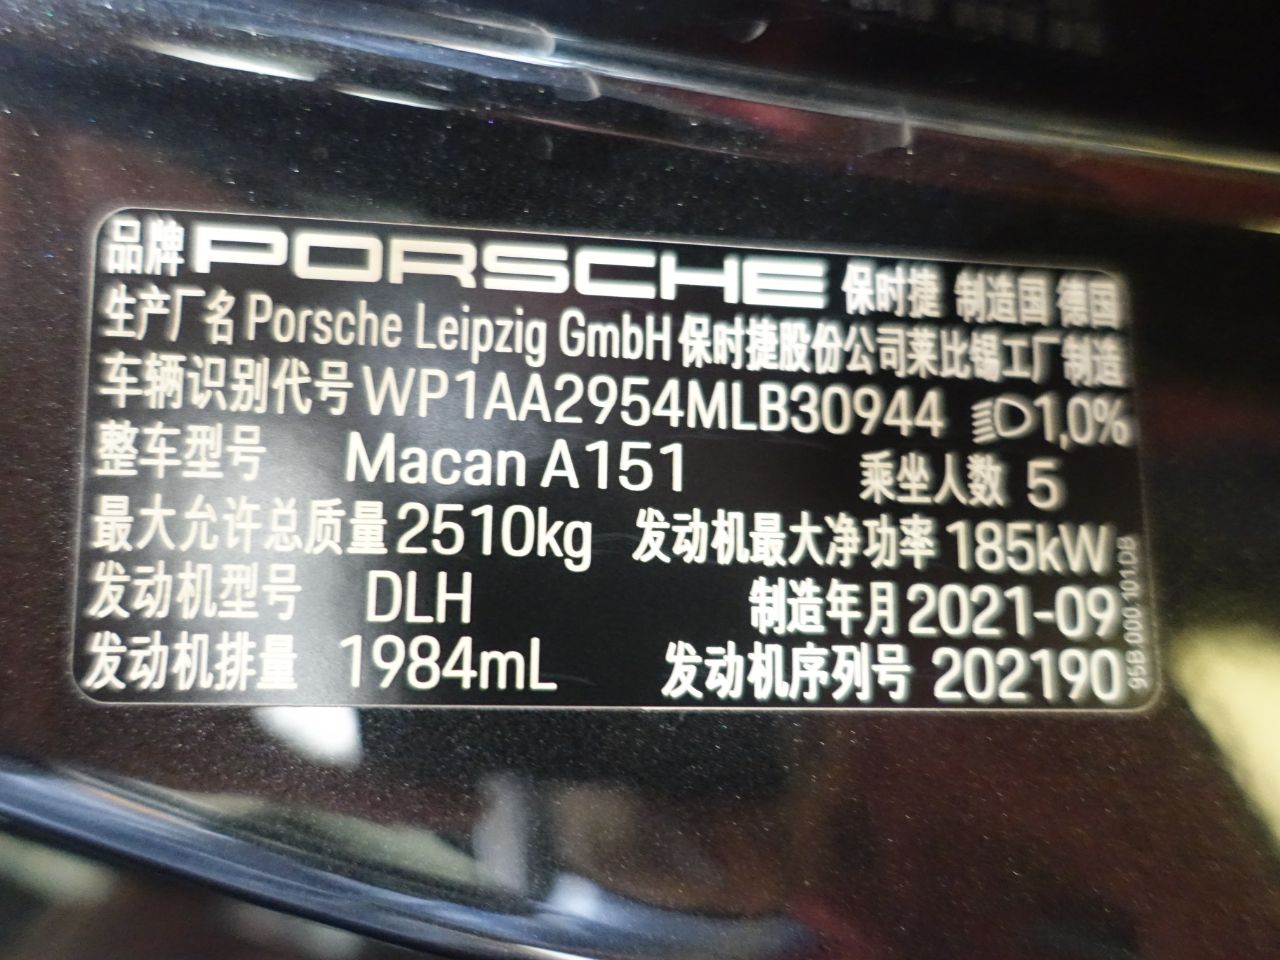 品牌 PORSCHE 保时捷 制造国 德国
生产厂名 Porsche Leipzig GmbH 保时捷股份公司莱比锡工厂制造
车辆识别代号 WP1AA2954MLB30944 1,0%
整车型号 Macan A151 乘坐人数 5
最大允许总质量 2510kg 发动机最大净功率 185kW
发动机型号 DLH 制造年月 2021-09
发动机排量 1984mL 发动机序列号 202190
95B.000.101.DB